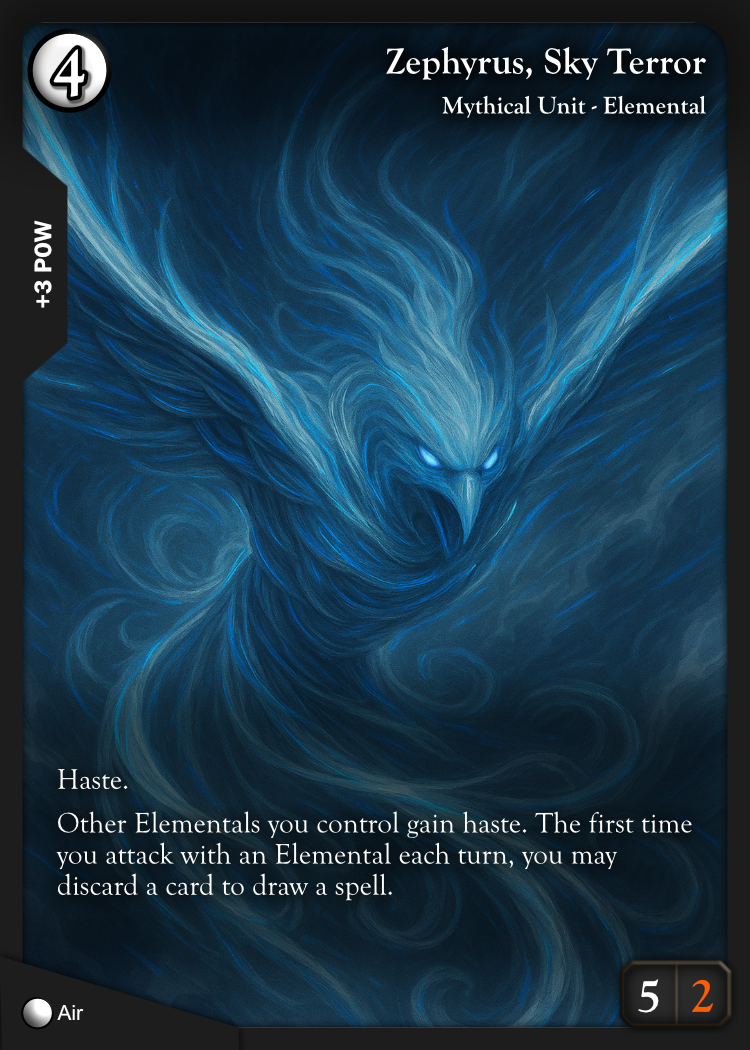 4
Zephyrus, Sky Terror
Mythical Unit - Elemental
+3 POW
Haste.
Other Elementals you control gain haste. The first time
you attack with an Elemental each turn, you may
discard a card to draw a spell.
Air
5 2